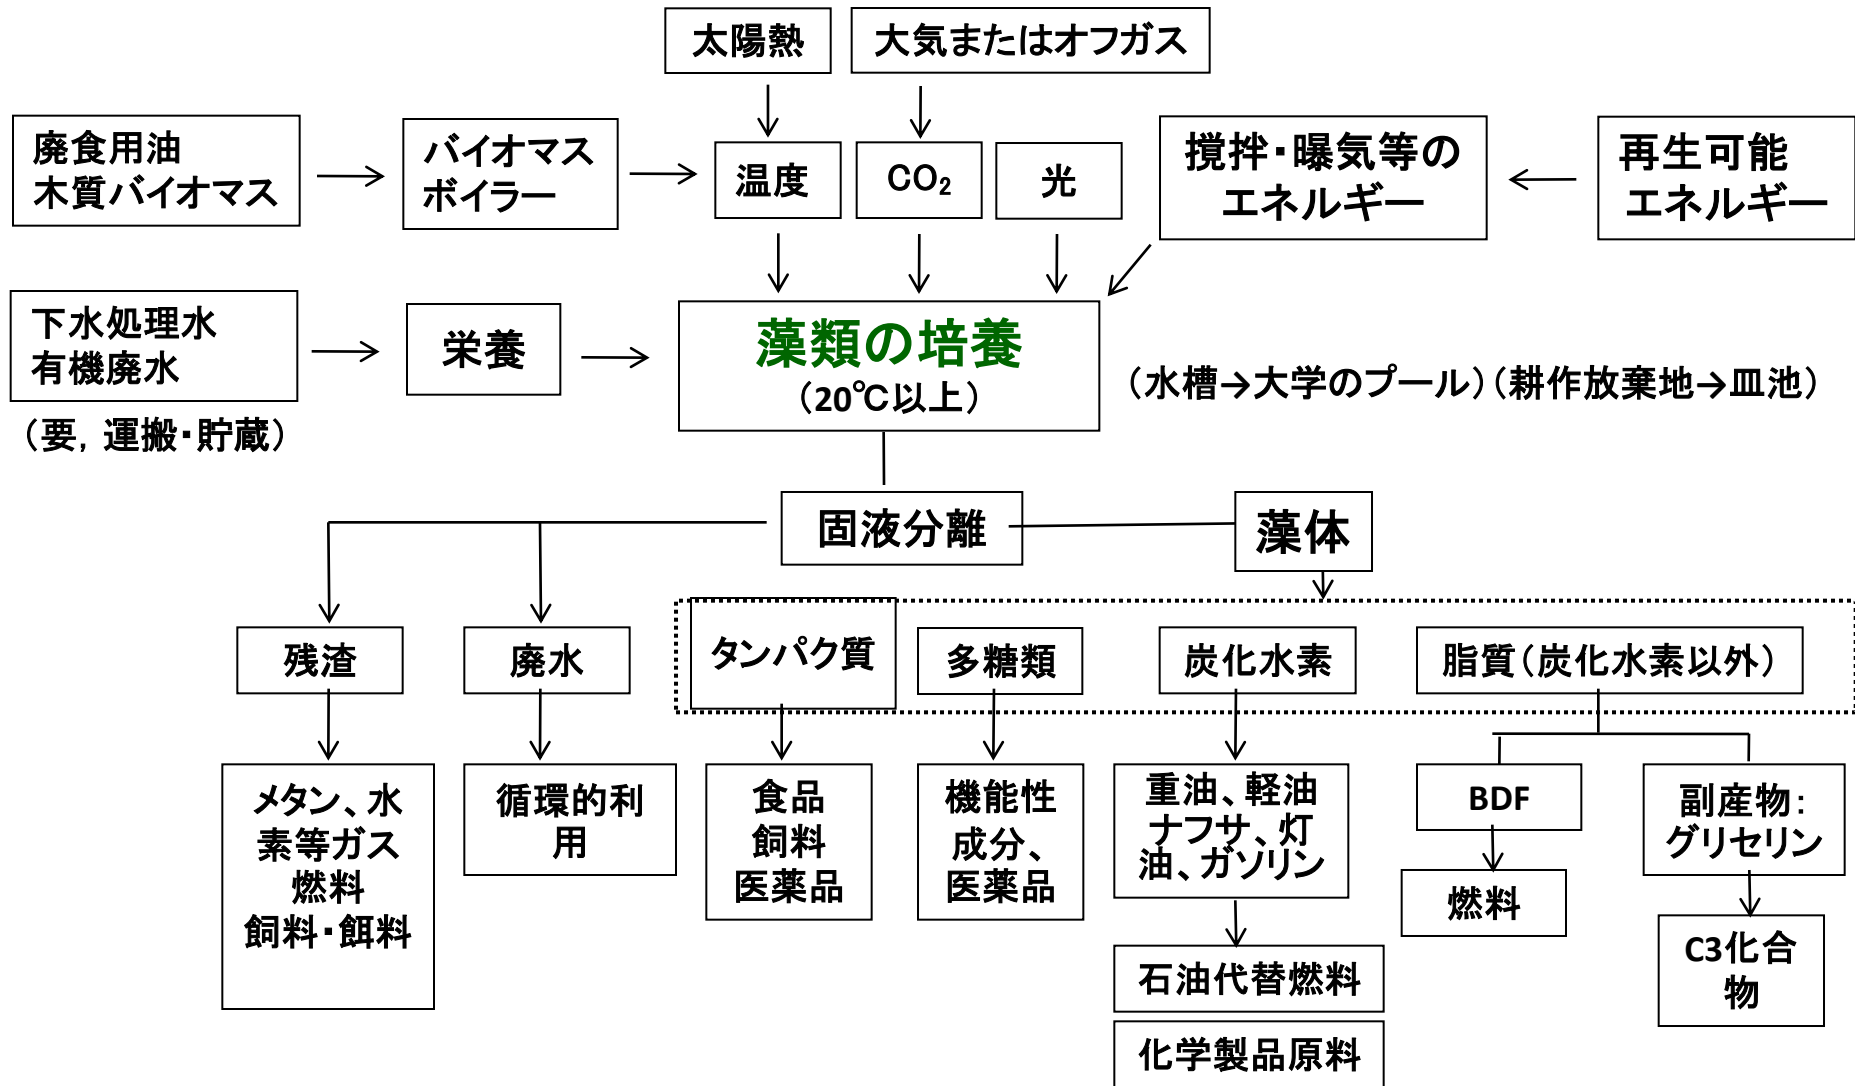 太陽熱
大気またはオフガス
廃食用油
木質バイオマス
バイオマス
ボイラー
温度
CO₂
光
撹拌・曝気等の
エネルギー
再生可能
エネルギー
下水処理水
有機廃水
(要,運搬・貯蔵)
栄養
藻類の培養
(20℃以上)
(水槽→大学のプール)(耕作放棄地→皿池)
固液分離
藻体
残渣
廃水
タンパク質
多糖類
炭化水素
脂質(炭化水素以外)
メタン、水
素等ガス
燃料
飼料・餌料
循環的利
用
食品
飼料
医薬品
機能性
成分、
医薬品
重油、軽油
ナフサ、灯
油、ガソリン
BDF
副産物:
グリセリン
燃料
C3化合
物
石油代替燃料
化学製品原料